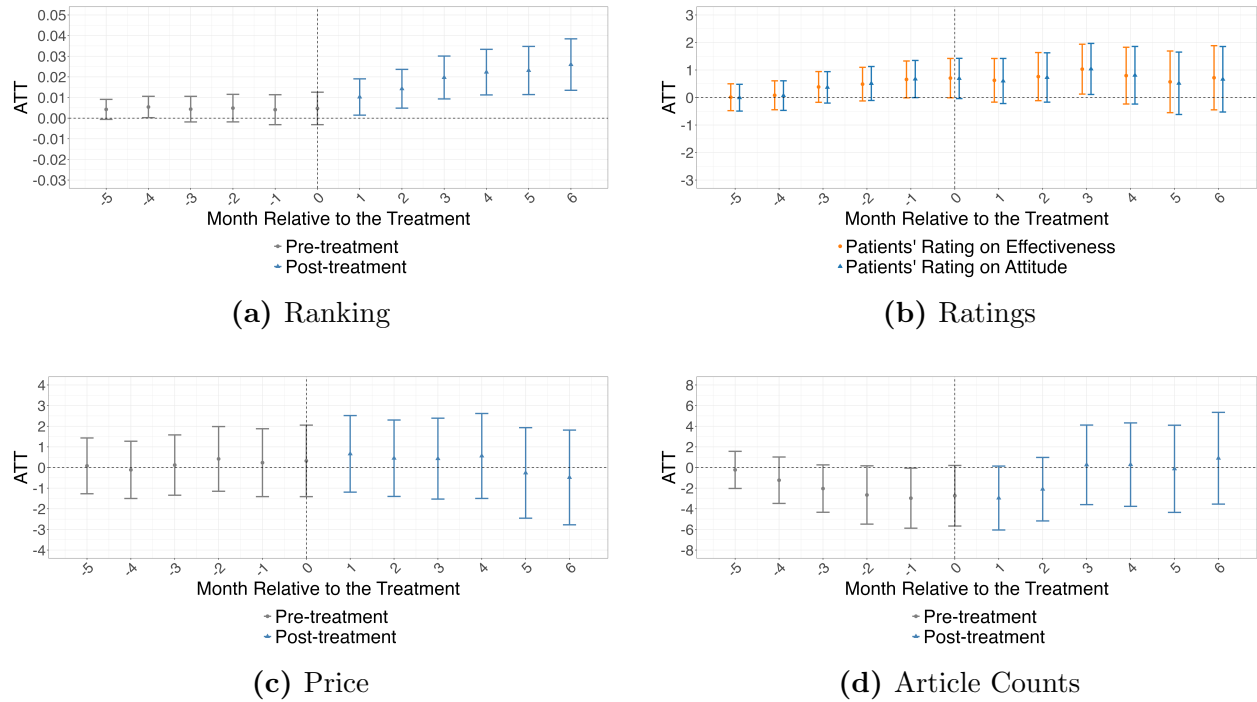 0.05
0.04
0.03
0.02
0.01
0.00
-0.01
-0.02
-0.03
ATT
-5 -4 -3 -2 -1 0 1 2 3 4 5 6
Month Relative to the Treatment
Pre-treatment
Post-treatment
(a) Ranking
3
2
1
0
-1
-2
-3
ATT
-5 -4 -3 -2 -1 0 1 2 3 4 5 6
Month Relative to the Treatment
Patients' Rating on Effectiveness
Patients' Rating on Attitude
(b) Ratings
4
3
2
1
0
-1
-2
-3
-4
ATT
-5 -4 -3 -2 -1 0 1 2 3 4 5 6
Month Relative to the Treatment
Pre-treatment
Post-treatment
(c) Price
8
6
4
2
0
-2
-4
-6
-8
ATT
-5 -4 -3 -2 -1 0 1 2 3 4 5 6
Month Relative to the Treatment
Pre-treatment
Post-treatment
(d) Article Counts